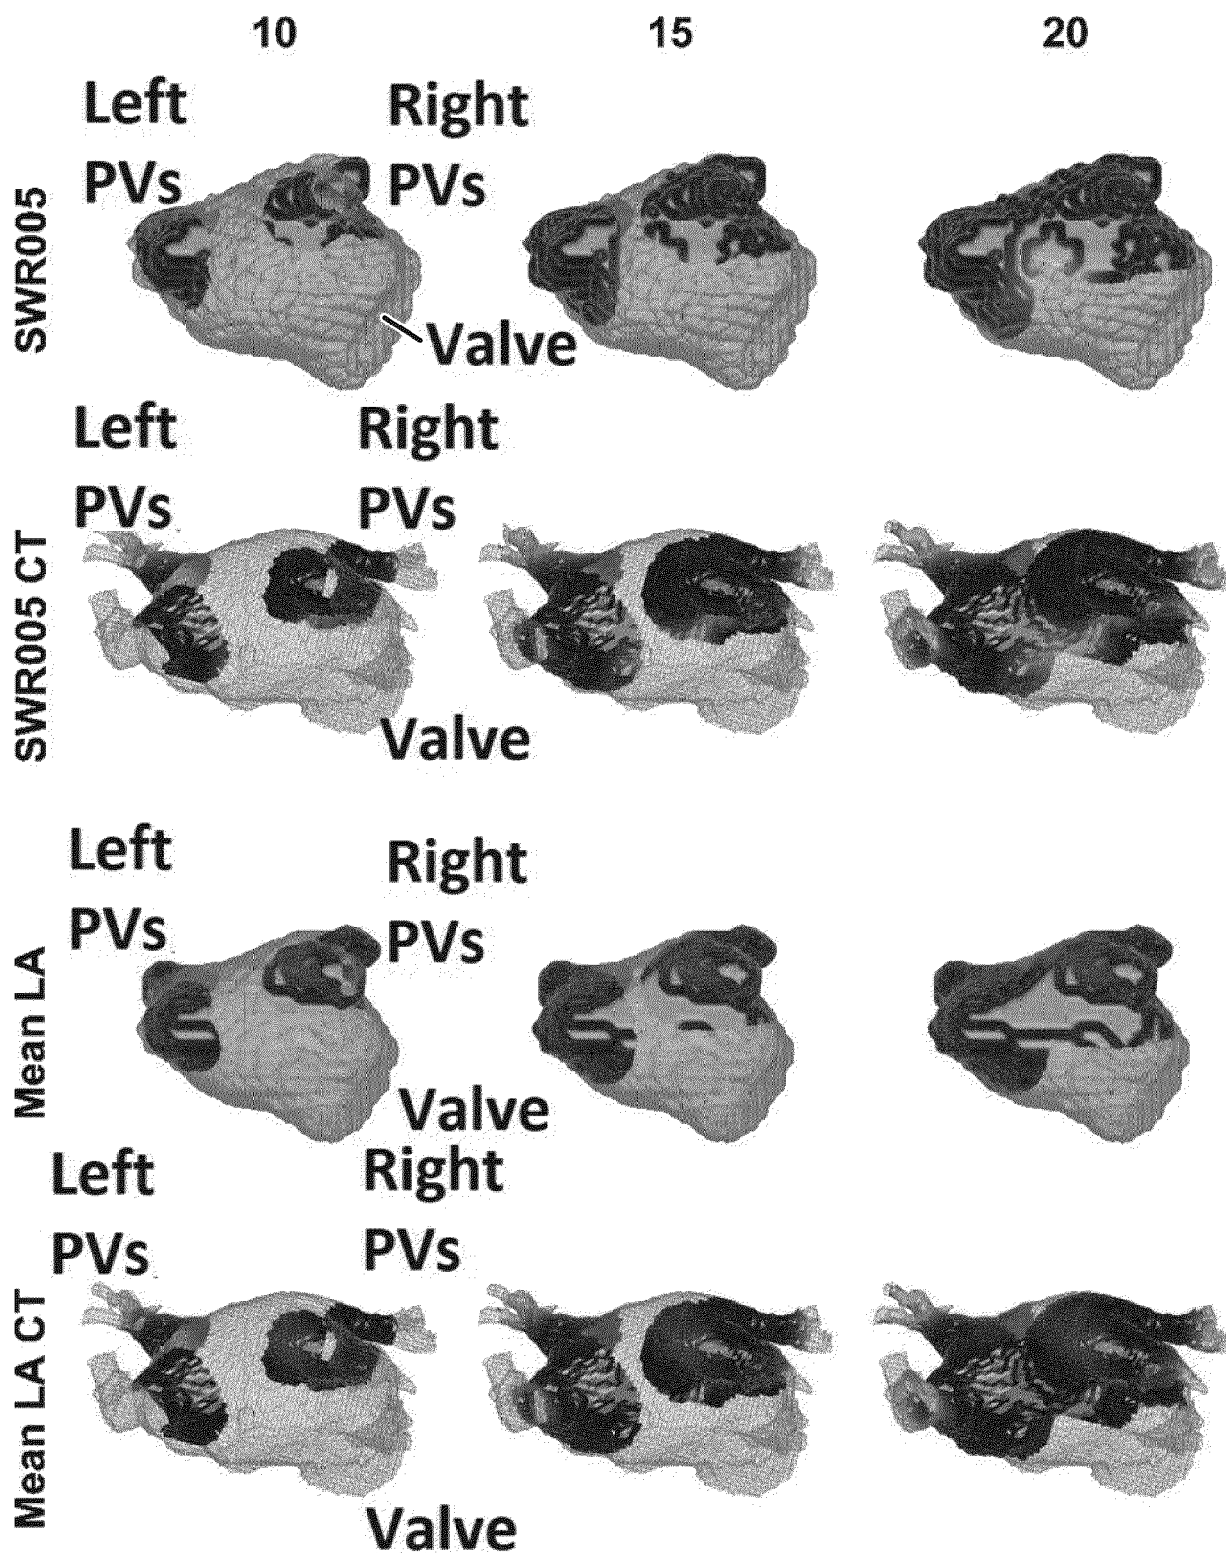 10 15 20
Left Right
PVs PVs
SWR005
Valve
Left Right
PVs PVs
SWR005 CT
Valve
Left Right
PVs PVs
Mean LA
Valve
Left Right
PVs PVs
Mean LA CT
Valve